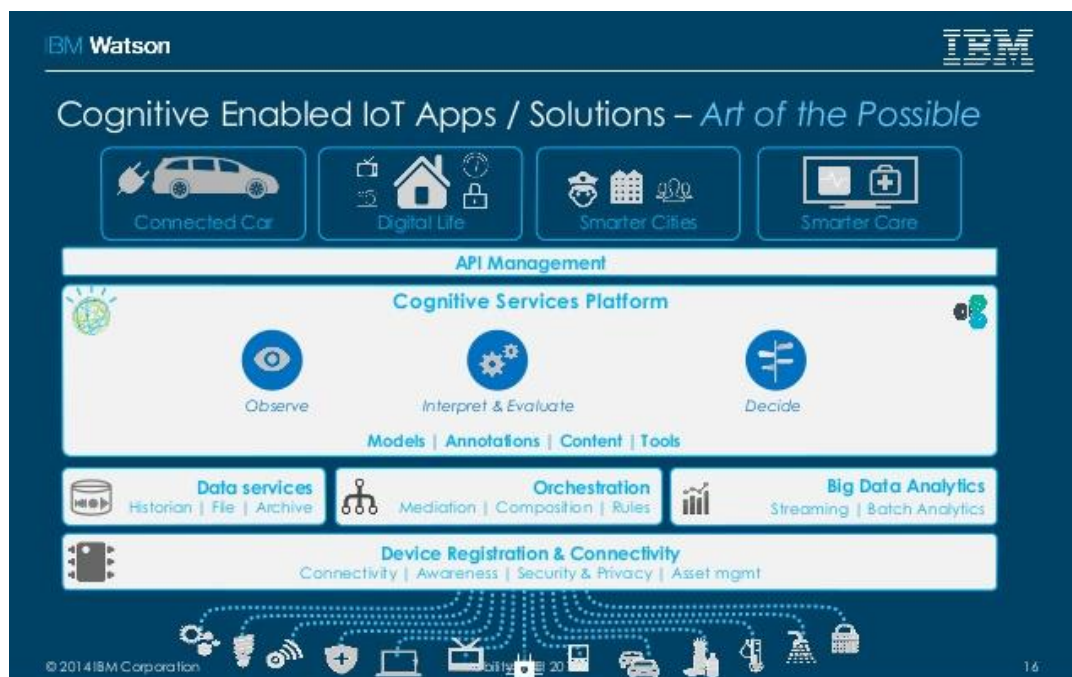 IBM Watson
IBM
Cognitive Enabled IoT Apps / Solutions – Art of the Possible
Connected Car
Digital Life
Smarter Cities
Smarter Care
API Management
Cognitive Services Platform
Observe
Interpret & Evaluate
Decide
Models | Annotations | Content | Tools
Data services
Historian | File | Archive
Orchestration
Mediation | Composition | Rules
Big Data Analytics
Streaming | Batch Analytics
Device Registration & Connectivity
Connectivity | Awareness | Security & Privacy | Asset mgmt
© 2014 IBM Corporation
16